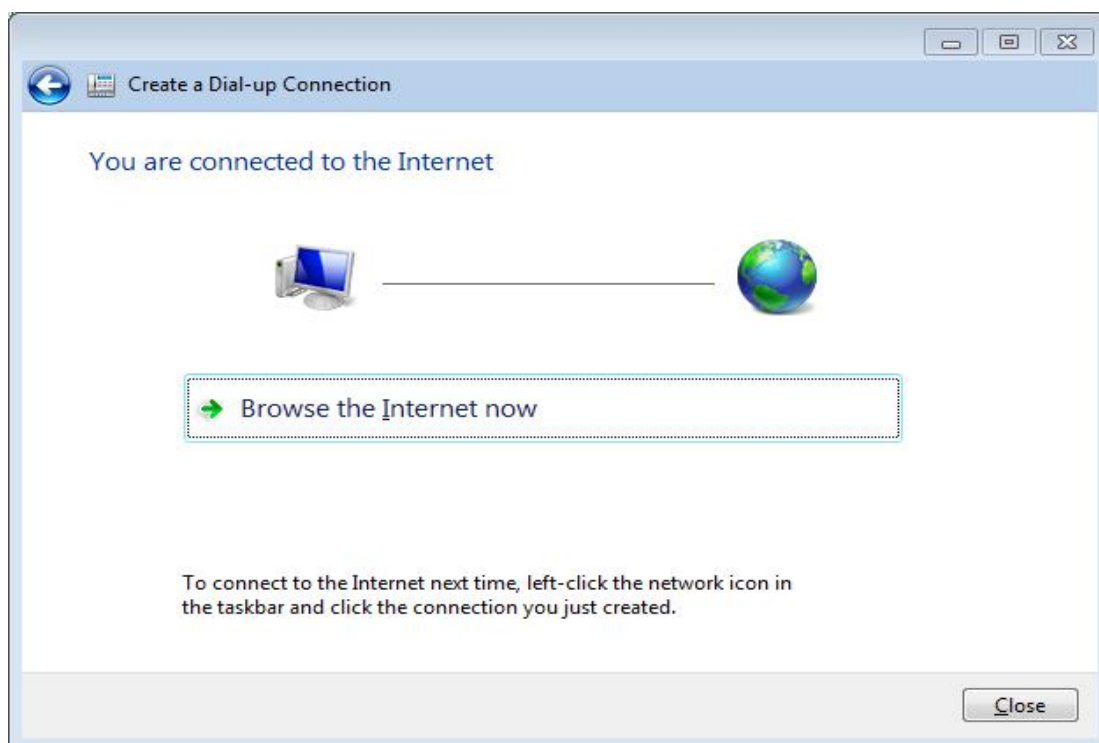 Create a Dial-up Connection
You are connected to the Internet
Browse the Internet now
To connect to the Internet next time, left-click the network icon in
the taskbar and click the connection you just created.
Close